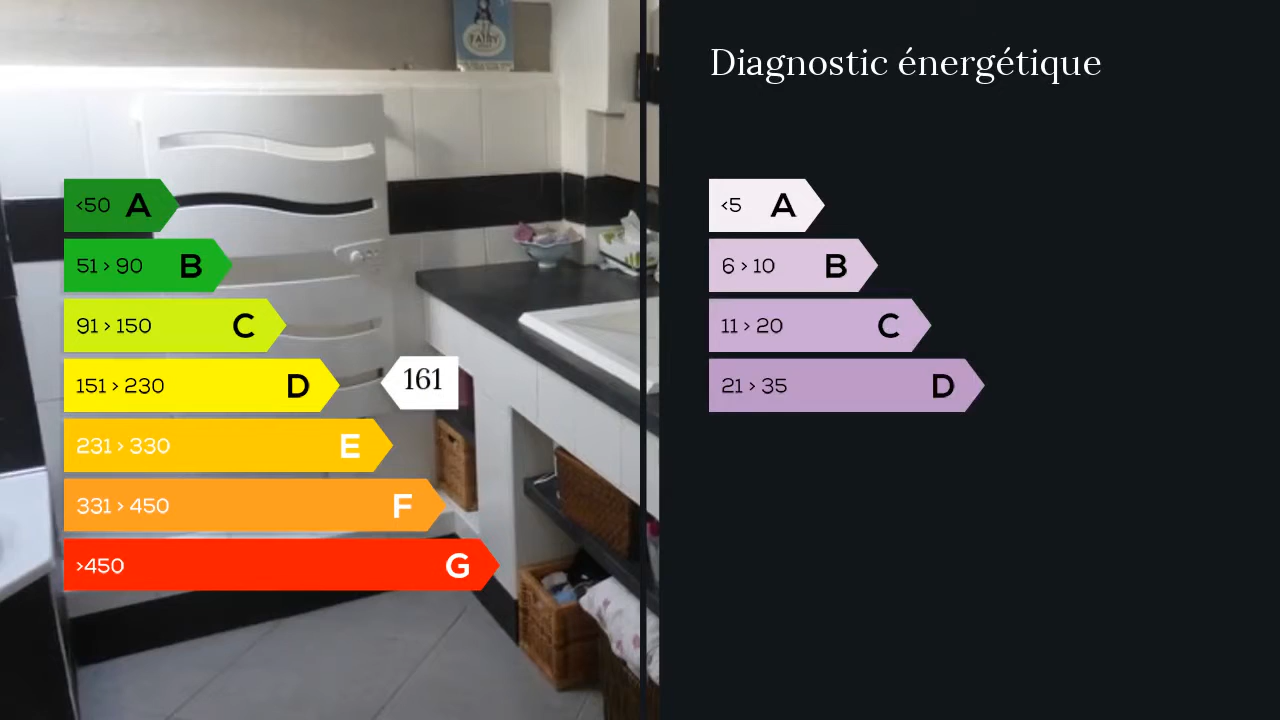 FAIRY
Diagnostic énergétique
<50 A
51 > 90 B
91 > 150 C
151 > 230 D
161
231 > 330 E
331 > 450 F
>450 G
<5 A
6 > 10 B
11 > 20 C
21 > 35 D